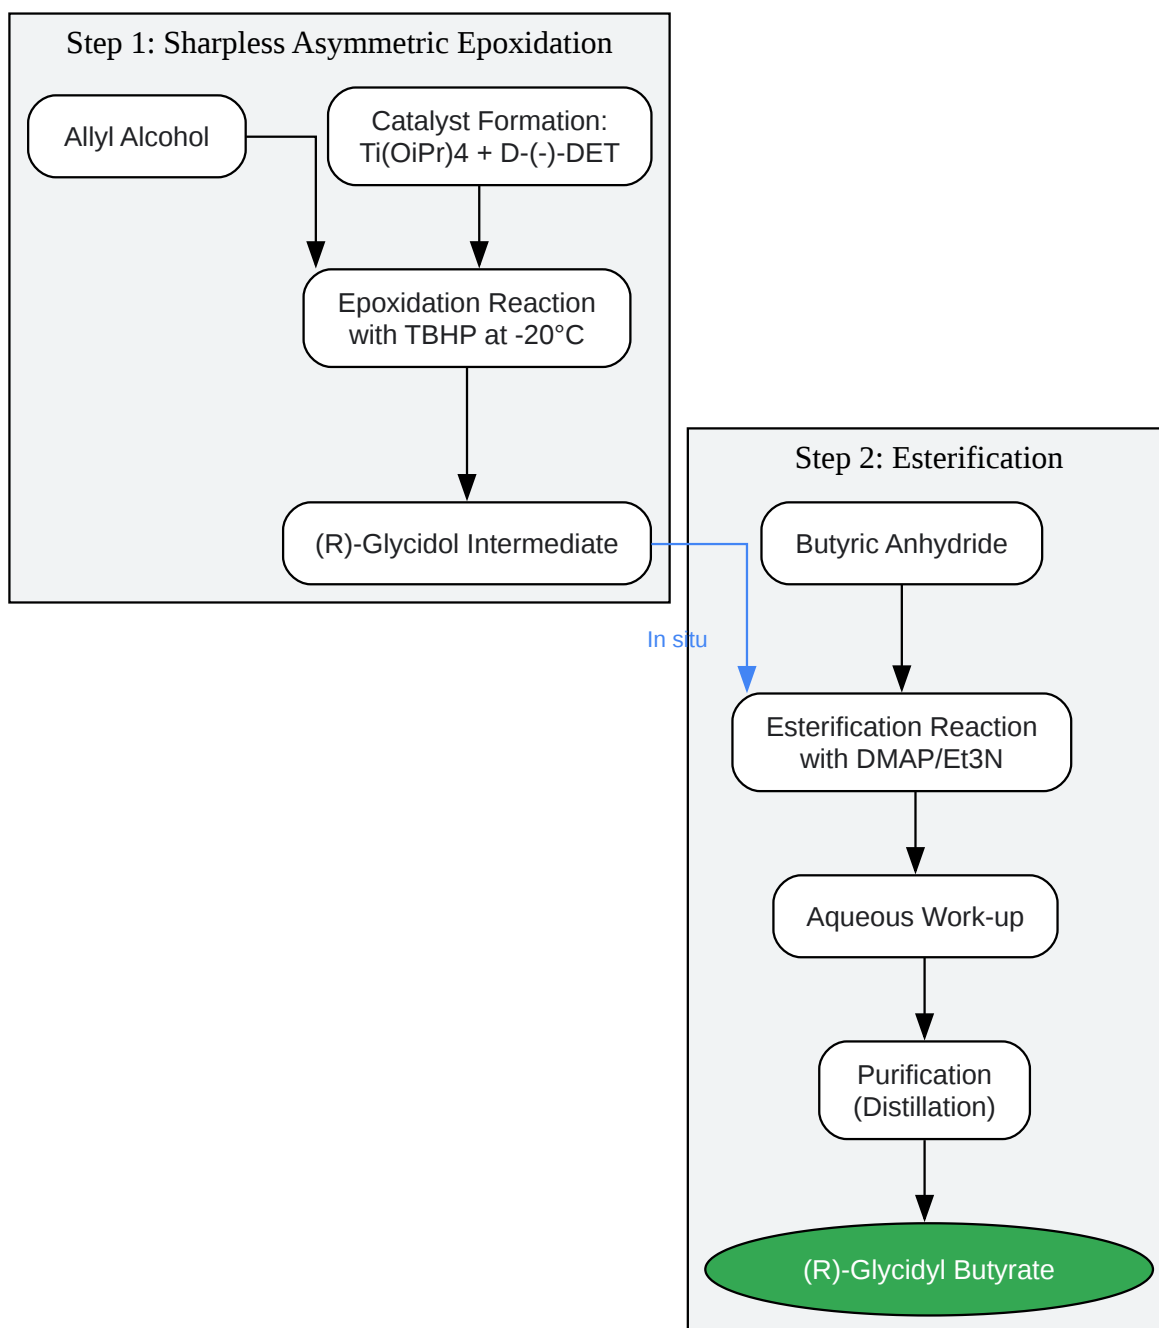 Step 1: Sharpless Asymmetric Epoxidation
Allyl Alcohol
Catalyst Formation:
Ti(OiPr)4 + D-(-)-DET
Epoxidation Reaction
with TBHP at -20°C
(R)-Glycidol Intermediate
In situ
Step 2: Esterification
Butyric Anhydride
Esterification Reaction
with DMAP/Et3N
Aqueous Work-up
Purification
(Distillation)
(R)-Glycidyl Butyrate